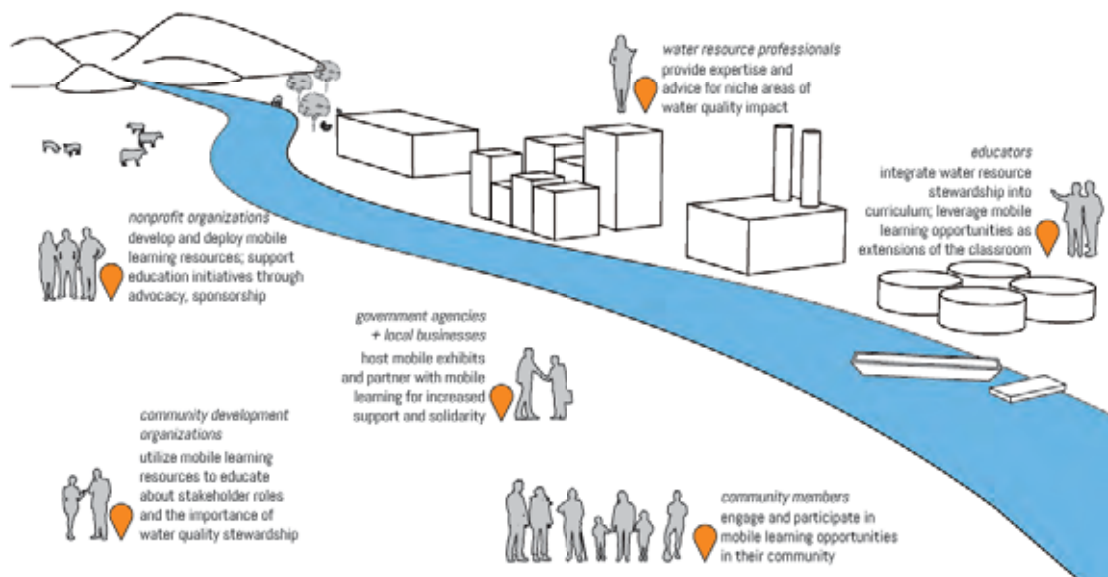 water resource professionals
provide expertise and
advice for niche areas of
water quality impact
educators
integrate water resource
stewardship into
curriculum; leverage mobile
learning opportunities as
extensions of the classroom
nonprofit organizations
develop and deploy mobile
learning resources; support
education initiatives through
advocacy, sponsorship
government agencies
+ local businesses
host mobile exhibits
and partner with mobile
learning for increased
support and solidarity
community development
organizations
utilize mobile learning
resources to educate
about stakeholder roles
and the importance of
water quality stewardship
community members
engage and participate in
mobile learning opportunities
in their community